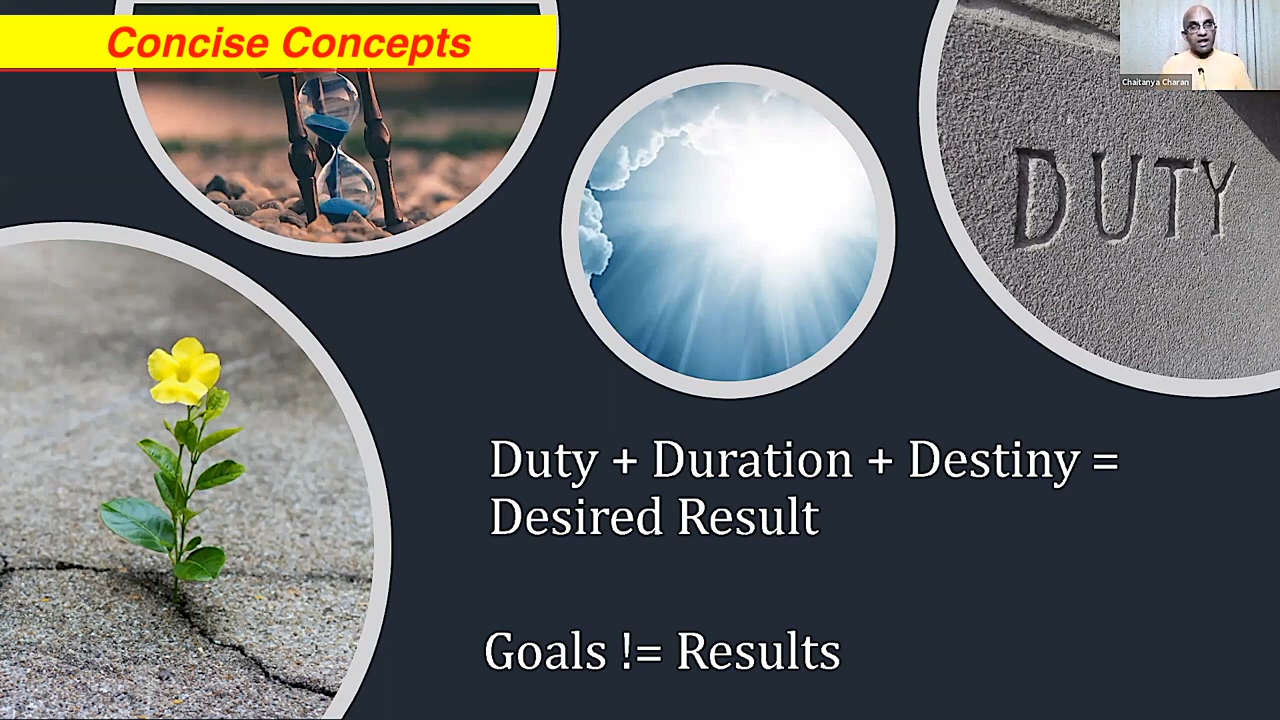 Concise Concepts
Chaitanya Charan
DUTY
Duty + Duration + Destiny =
Desired Result
Goals != Results